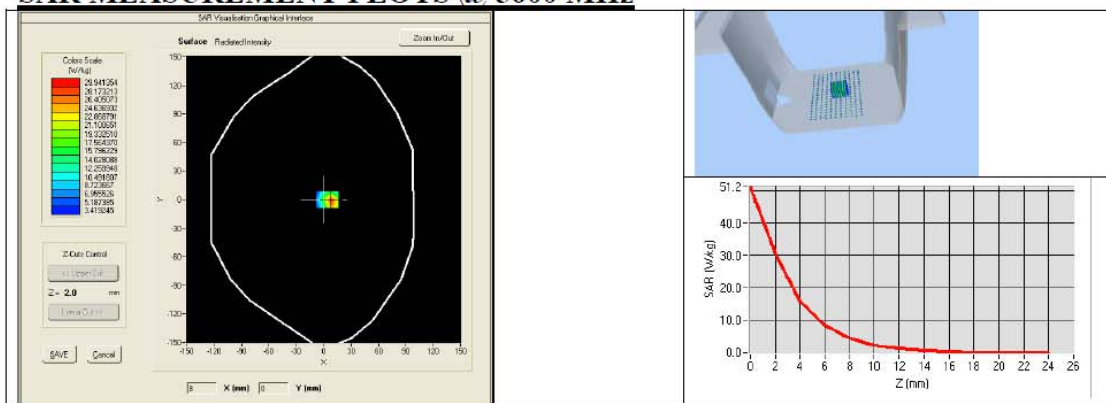 SAR MEASUREMENT PLOTS @ 5600 MHz
SAR Visualisation Graphical Interface
Surface Radiated Intensity
Zoom In/Out
Colors Scale
(W/kg)
29.941354
28.173213
26.405073
24.636932
22.868791
21.100651
19.332510
17.564370
15.796229
14.028088
12.259948
10.491807
8.723667
6.955526
5.187385
3.419245
Z-Cuts Control
Z = 2.0 mm
SAVE
Cancel
Y
150
120
90
60
30
0
-30
-60
-90
-120
-150
-150 -120 -90 -60 -30 0 30 60 90 120 150
X
8 X (mm) 0 Y (mm)
SAR (W/kg)
51.2
40.0
30.0
20.0
10.0
0.0
0 2 4 6 8 10 12 14 16 18 20 22 24 26
Z (mm)